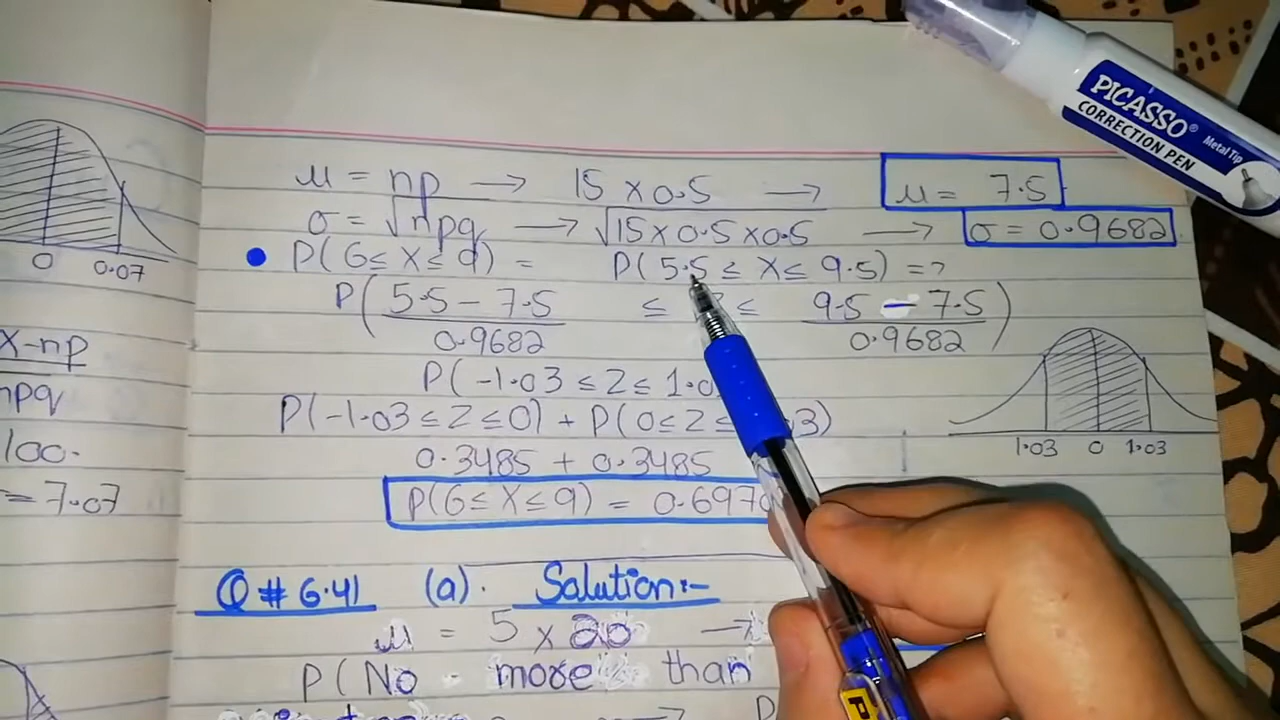 μ = np → 15 × 0.5 → μ = 7.5
σ = √npq → √15 × 0.5 × 0.5 → σ = 0.9682
P(6 ≤ X ≤ 9) = P(5.5 ≤ X ≤ 9.5) = ?
P( 5.5 − 7.5 / 0.9682 ≤ Z ≤ 9.5 − 7.5 / 0.9682 )
P(-1.03 ≤ Z ≤ 1.0
P(-1.03 ≤ Z ≤ 0) + P(0 ≤ Z ≤ 3)
0.3485 + 0.3485
P(6 ≤ X ≤ 9) = 0.697
1.03 0 1.03
Q # 6.41 (a). Solution:-
μ = 5 × 20 →
P(No - more than
→ P
0 0.07
X-np
npq
100.
= 7.07
PICASSO®
CORRECTION PEN
Metal Tip
P